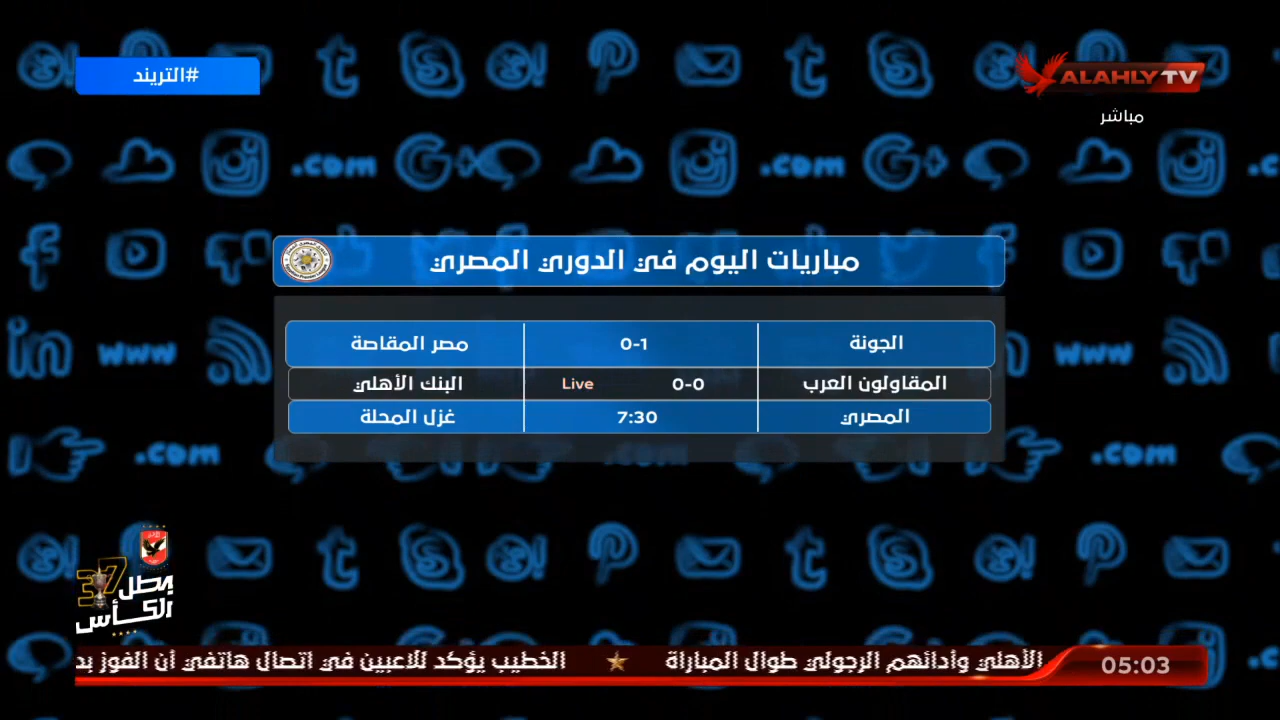 #التريند
ALAHLY TV
مباشر
مباريات اليوم في الدوري المصري
الجونة 0-1 مصر المقاصة
المقاولون العرب 0-0 Live البنك الأهلي
المصري 7:30 غزل المحلة
37 بطل
الكأس
05:03 الأهلي وأدائهم الرجولي طوال المباراة الخطيب يؤكد للاعبين في اتصال هاتفي أن الفوز بد